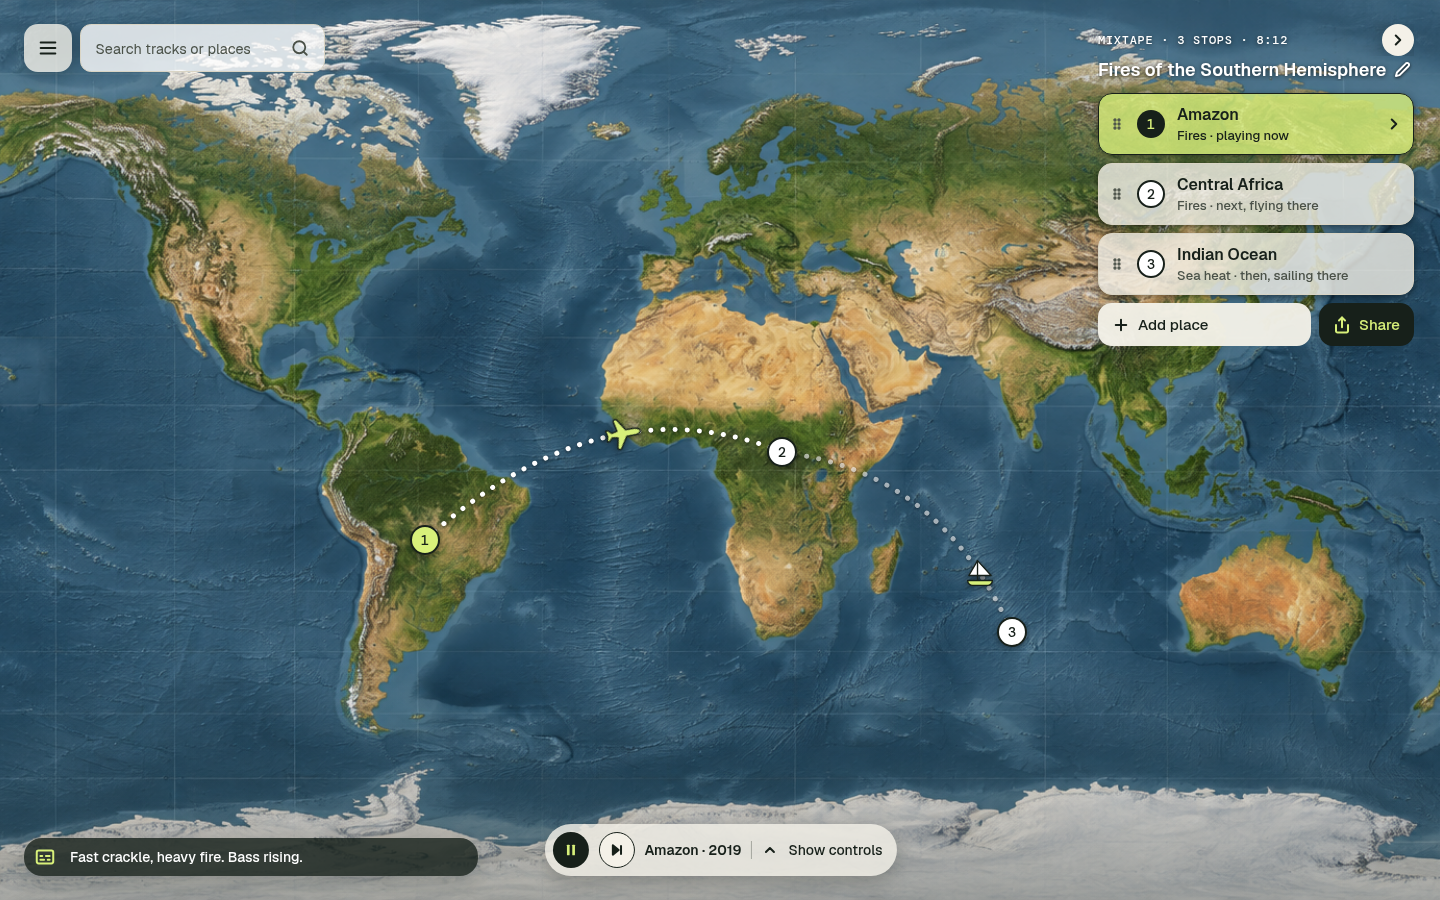 Search tracks or places
MIXTAPE · 3 STOPS · 8:12
Fires of the Southern Hemisphere
1
Amazon
Fires · playing now
2
Central Africa
Fires · next, flying there
3
Indian Ocean
Sea heat · then, sailing there
Add place
Share
2
1
3
Fast crackle, heavy fire. Bass rising.
Amazon · 2019
Show controls